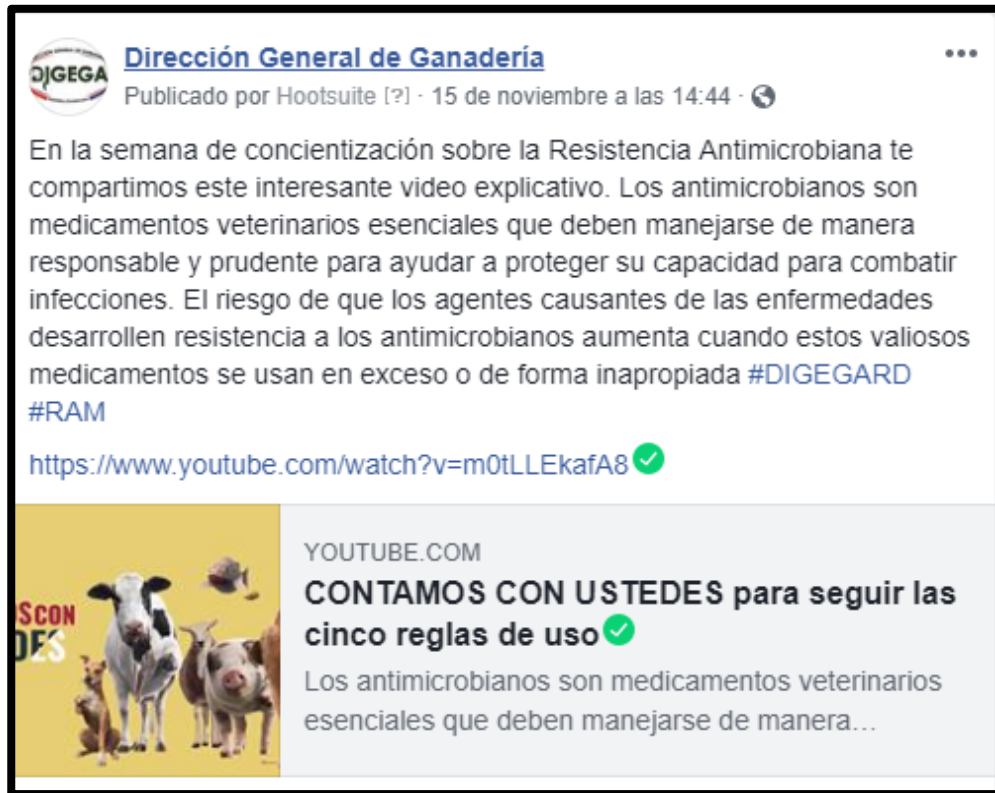 DIGEGA
Dirección General de Ganadería
Publicado por Hootsuite [?] · 15 de noviembre a las 14:44 ·
En la semana de concientización sobre la Resistencia Antimicrobiana te
compartimos este interesante video explicativo. Los antimicrobianos son
medicamentos veterinarios esenciales que deben manejarse de manera
responsable y prudente para ayudar a proteger su capacidad para combatir
infecciones. El riesgo de que los agentes causantes de las enfermedades
desarrollen resistencia a los antimicrobianos aumenta cuando estos valiosos
medicamentos se usan en exceso o de forma inapropiada #DIGEGARD
#RAM
https://www.youtube.com/watch?v=m0tLLEkafA8
OS CON
DES
YOUTUBE.COM
CONTAMOS CON USTEDES para seguir las
cinco reglas de uso
Los antimicrobianos son medicamentos veterinarios
esenciales que deben manejarse de manera...